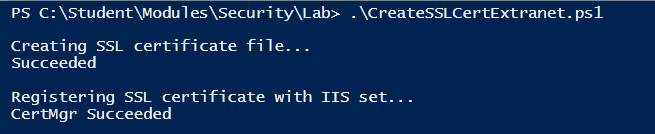 PS C:\Student\Modules\Security\Lab> .\CreateSSLCertExtranet.ps1
Creating SSL certificate file...
Succeeded
Registering SSL certificate with IIS set...
CertMgr Succeeded